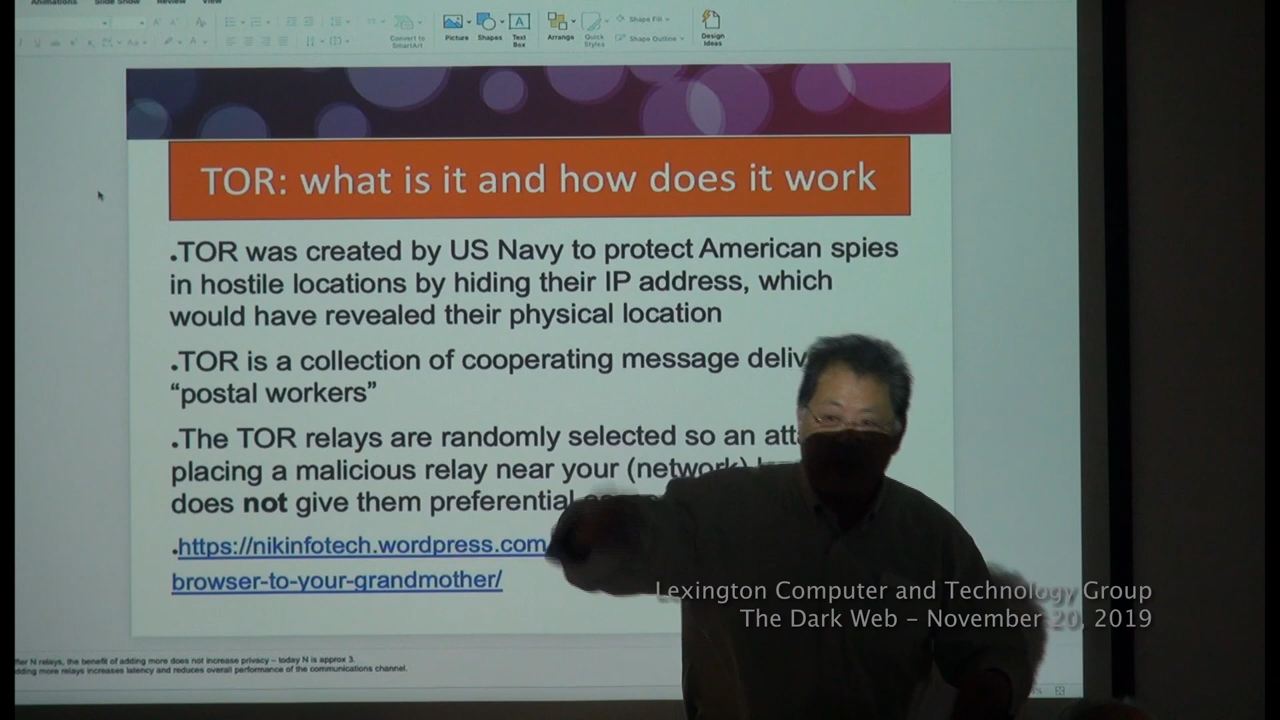 Animations Slide Show Review View
Convert to
SmartArt
Picture Shapes Text
Box
Arrange Quick
Styles
Shape Fill
Shape Outline
Design
Ideas
TOR: what is it and how does it work
.TOR was created by US Navy to protect American spies
in hostile locations by hiding their IP address, which
would have revealed their physical location
.TOR is a collection of cooperating message
“postal workers”
.The TOR relays are randomly selected so an
placing a malicious relay near your (network)
does not give them preferential
.https://nikinfotech.wordpress.com
browser-to-your-grandmother/
Lexington Computer and Technology Group
The Dark Web – November 20, 2019
N relays, the benefit of adding more does not increase privacy – today N is approx 3.
more relays increases latency and reduces overall performance of the communications channel.